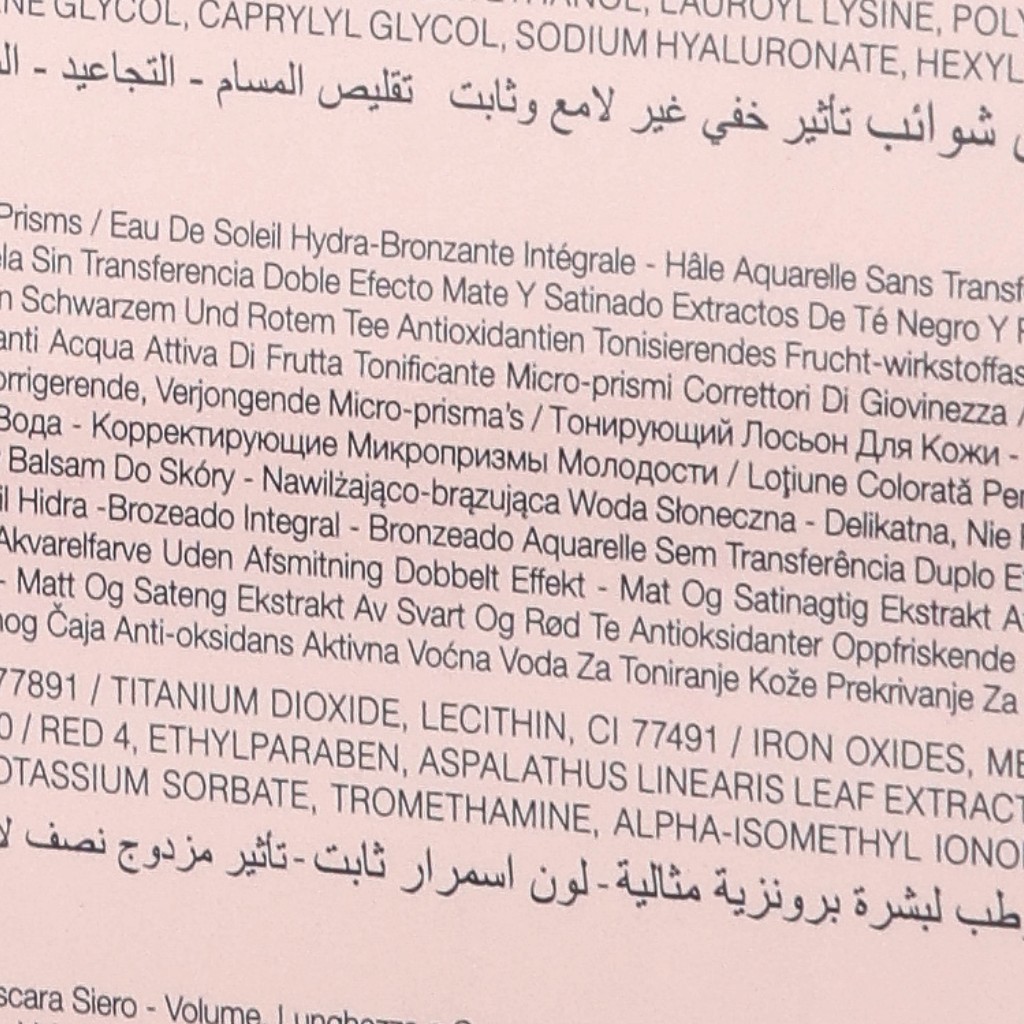 GLYCOL, CAPRYLYL GLYCOL, SODIUM HYALURONATE, HEXYL
شوائب تأثير خفي غير لامع وثابت تقليص المسام - التجاعيد -
Prisms / Eau De Soleil Hydra-Bronzante Intégrale - Hâle Aquarelle Sans Transf
Sin Transferencia Doble Efecto Mate Y Satinado Extractos De Té Negro Y
n Schwarzem Und Rotem Tee Antioxidantien Tonisierendes Frucht-wirkstoffas
anti Acqua Attiva Di Frutta Tonificante Micro-prismi Correttori Di Giovinezza /
orrigerende, Verjongende Micro-prisma's / Тонирующий Лосьон Для Кожи -
Вода - Корректирующие Микропризмы Молодости / Loţiune Colorată Per
Balsam Do Skóry - Nawilżająco-brązująca Woda Słoneczna - Delikatna, Nie
il Hidra -Brozeado Integral - Bronzeado Aquarelle Sem Transferência Duplo E
Akvarelfarve Uden Afsmitning Dobbelt Effekt - Mat Og Satinagtig Ekstrakt A
- Matt Og Sateng Ekstrakt Av Svart Og Rød Te Antioksidanter Oppfriskende
nog Čaja Anti-oksidans Aktivna Voćna Voda Za Toniranje Kože Prekrivanje Za
77891 / TITANIUM DIOXIDE, LECITHIN, CI 77491 / IRON OXIDES, ME
0 / RED 4, ETHYLPARABEN, ASPALATHUS LINEARIS LEAF EXTRACT
OTASSIUM SORBATE, TROMETHAMINE, ALPHA-ISOMETHYL IONO
طب لبشرة برونزية مثالية - لون اسمرار ثابت - تأثير مزدوج نصف لا
scara Siero - Volume,